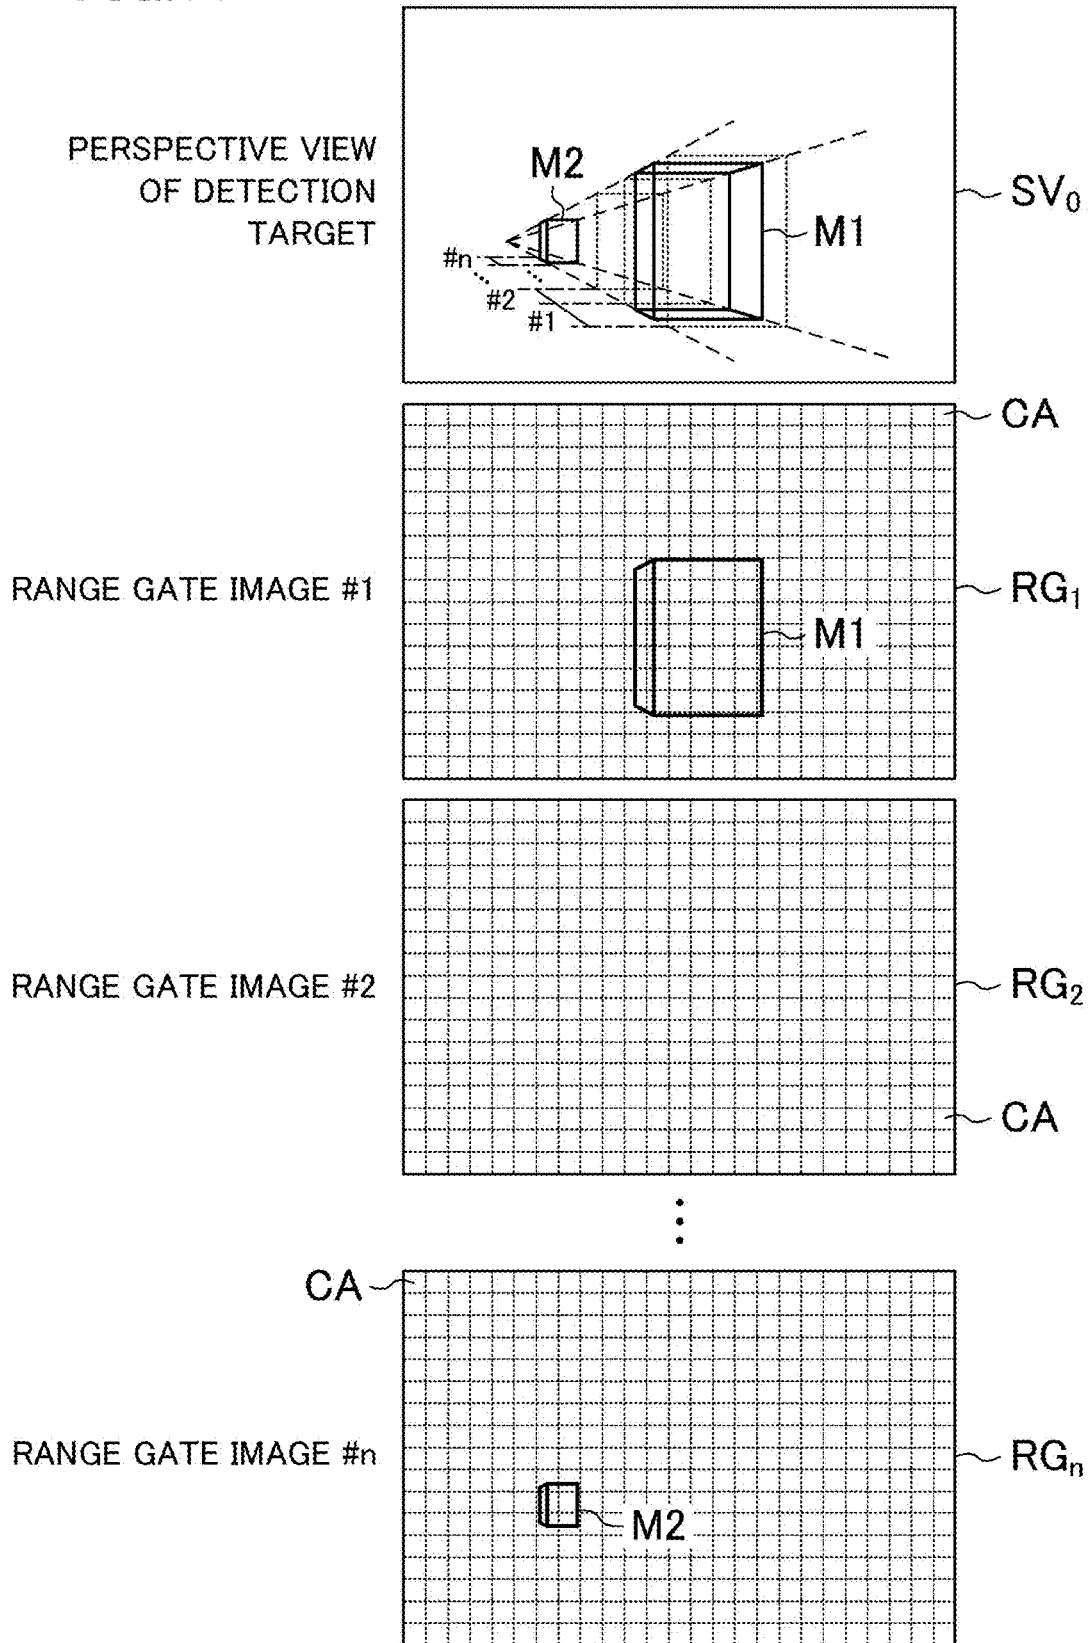 PERSPECTIVE VIEW
OF DETECTION
TARGET
M2
M1
SV₀
#n
#2
#1
CA
RANGE GATE IMAGE #1
M1
RG₁
RANGE GATE IMAGE #2
RG₂
CA
CA
RANGE GATE IMAGE #n
M2
RGₙ